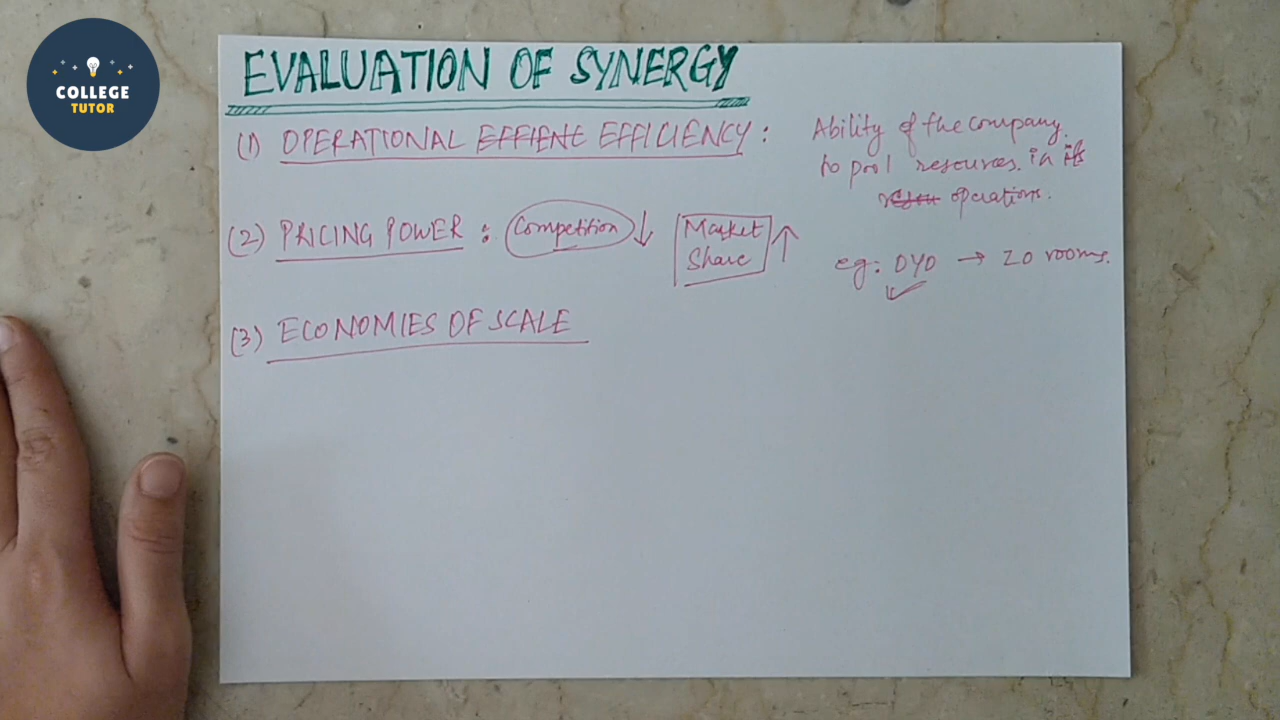 COLLEGE
TUTOR
EVALUATION OF SYNERGY
(1) OPERATIONAL EFFIENT EFFICIENCY :
Ability of the company.
to pool resources. in its
operations.
(2) PRICING POWER : Competition ↓ Market Share ↑
eg: OYO → ZO rooms.
(3) ECONOMIES OF SCALE